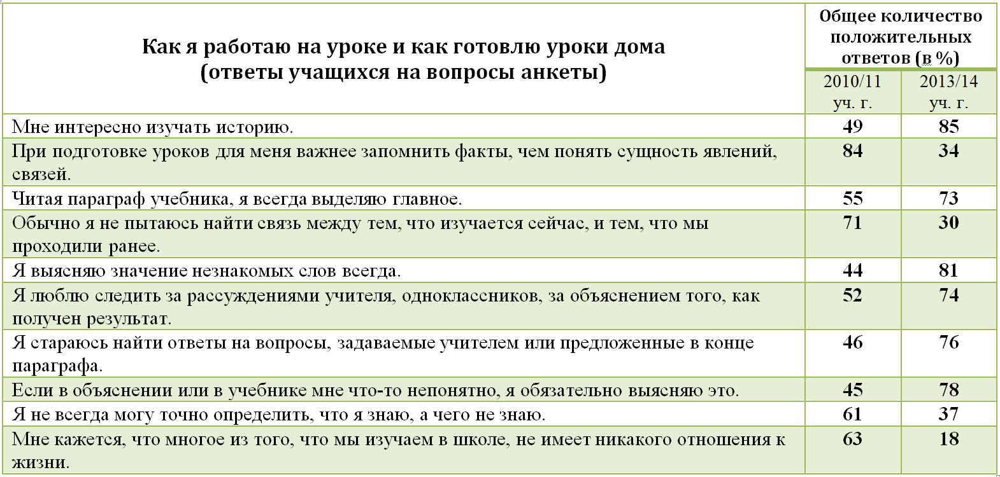 Как я работаю на уроке и как готовлю уроки дома
(ответы учащихся на вопросы анкеты)
Общее количество
положительных
ответов (в %)
2010/11
уч. г.
2013/14
уч. г.
Мне интересно изучать историю. 49 85
При подготовке уроков для меня важнее запомнить факты, чем понять сущность явлений, 84 34
связей.
Читая параграф учебника, я всегда выделяю главное. 55 73
Обычно я не пытаюсь найти связь между тем, что изучается сейчас, и тем, что мы 71 30
проходили ранее.
Я выясняю значение незнакомых слов всегда. 44 81
Я люблю следить за рассуждениями учителя, одноклассников, за объяснением того, как 52 74
получен результат.
Я стараюсь найти ответы на вопросы, задаваемые учителем или предложенные в конце 46 76
параграфа.
Если в объяснении или в учебнике мне что-то непонятно, я обязательно выясняю это. 45 78
Я не всегда могу точно определить, что я знаю, а чего не знаю. 61 37
Мне кажется, что многое из того, что мы изучаем в школе, не имеет никакого отношения к 63 18
жизни.